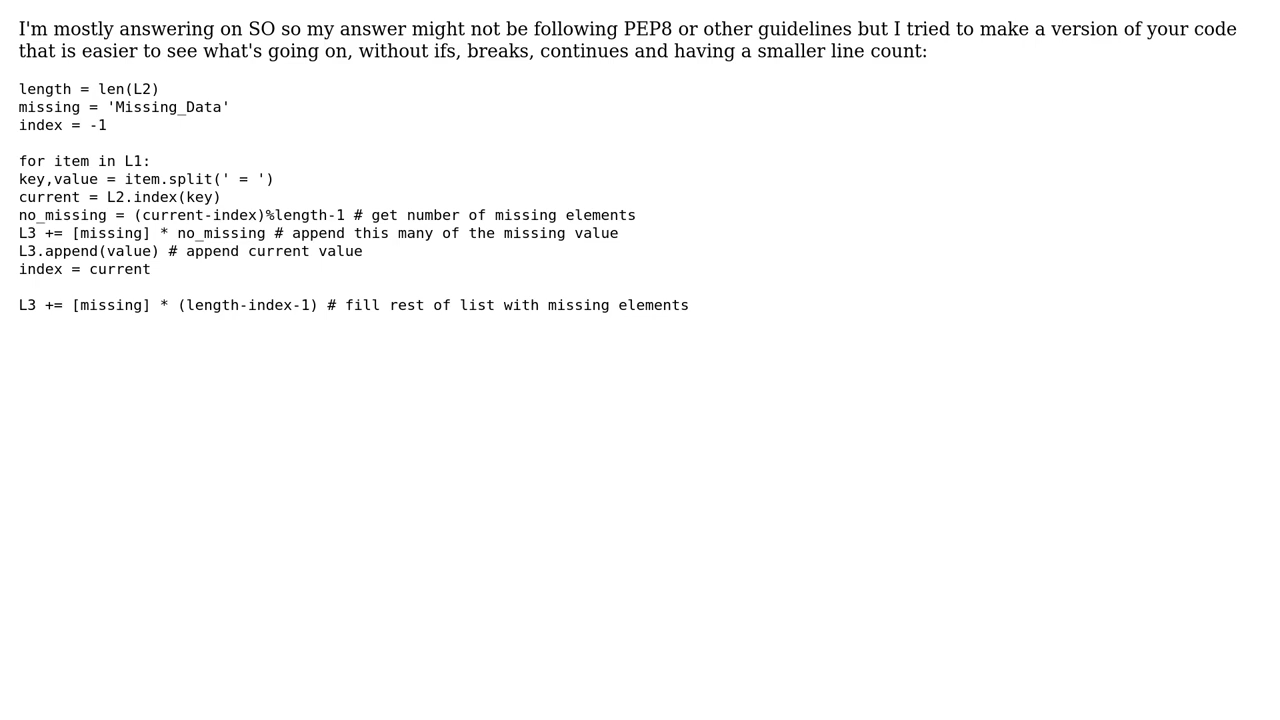 I'm mostly answering on SO so my answer might not be following PEP8 or other guidelines but I tried to make a version of your code
that is easier to see what's going on, without ifs, breaks, continues and having a smaller line count:
length = len(L2)
missing = 'Missing_Data'
index = -1
for item in L1:
key,value = item.split(' = ')
current = L2.index(key)
no_missing = (current-index)%length-1 # get number of missing elements
L3 += [missing] * no_missing # append this many of the missing value
L3.append(value) # append current value
index = current
L3 += [missing] * (length-index-1) # fill rest of list with missing elements